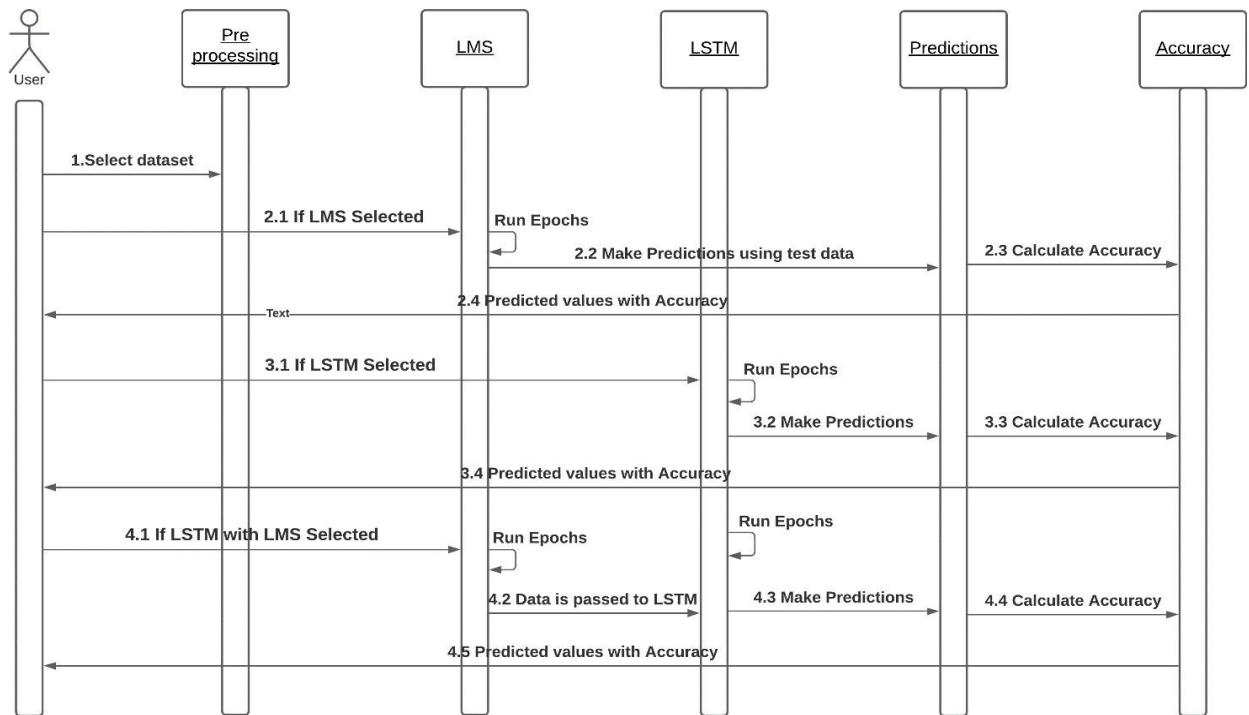 User
Pre
processing
LMS
LSTM
Predictions
Accuracy
1.Select dataset
2.1 If LMS Selected
Run Epochs
2.2 Make Predictions using test data
2.3 Calculate Accuracy
2.4 Predicted values with Accuracy
Text
3.1 If LSTM Selected
Run Epochs
3.2 Make Predictions
3.3 Calculate Accuracy
3.4 Predicted values with Accuracy
4.1 If LSTM with LMS Selected
Run Epochs
Run Epochs
4.2 Data is passed to LSTM
4.3 Make Predictions
4.4 Calculate Accuracy
4.5 Predicted values with Accuracy